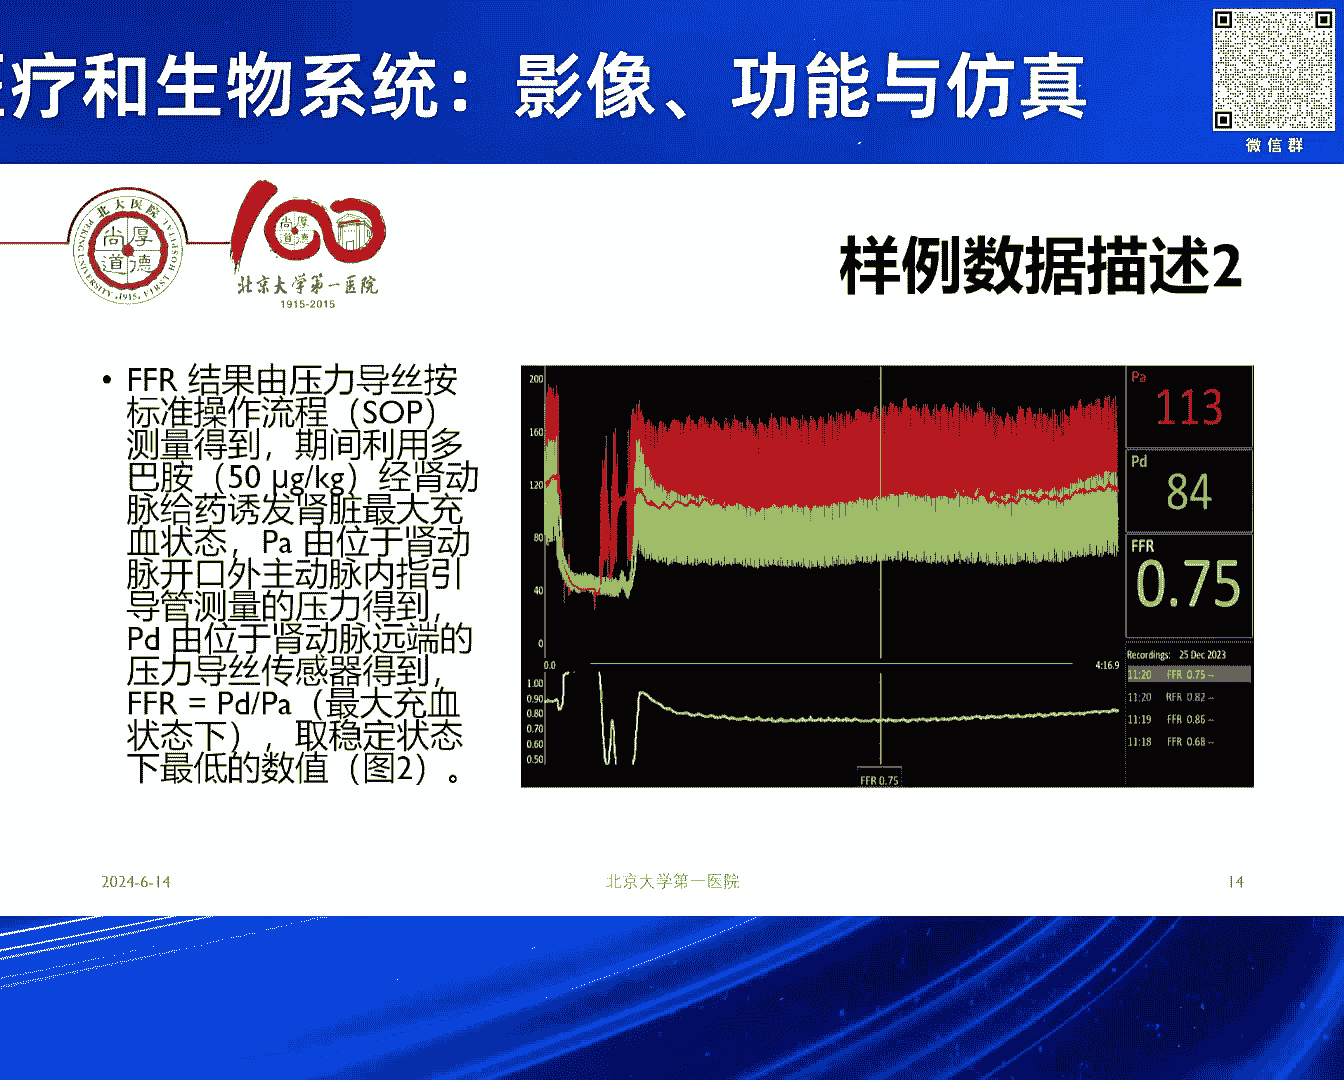 疗和生物系统：影像、功能与仿真
微信群
北大医院
PEKING UNIVERSITY FIRST HOSPITAL
厚德尚道
·1915·
100
北京大学第一医院
1915-2015
样例数据描述2
• FFR 结果由压力导丝按
标准操作流程（SOP）
测量得到，期间利用多
巴胺（50 μg/kg）经肾动
脉给药诱发肾脏最大充
血状态，Pa 由位于肾动
脉开口外主动脉内指引
导管测量的压力得到，
Pd 由位于肾动脉远端的
压力导丝传感器得到，
FFR = Pd/Pa（最大充血
状态下），取稳定状态
下最低的数值（图2）。
200
160
120
80
40
0
0.0
4:16.9
1.00
0.90
0.80
0.70
0.60
0.50
FFR 0.75
Pa
113
Pd
84
FFR
0.75
Recordings: 25 Dec 2023
11:20 FFR 0.75 --
11:20 RFR 0.82 --
11:19 FFR 0.86 --
11:18 FFR 0.68 --
2024-6-14
北京大学第一医院
14